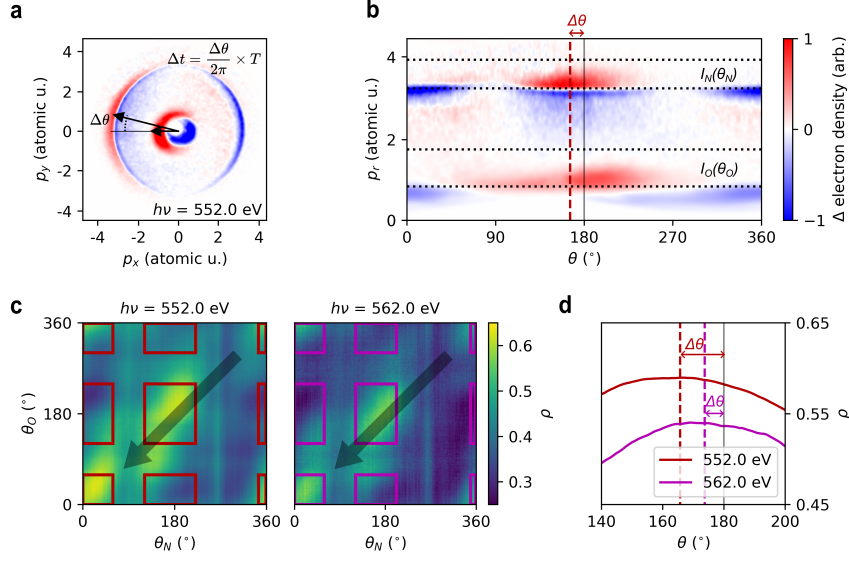 a
4
2
0
−2
−4
p_y (atomic u.)
Δt = Δθ/2π × T
Δθ
hν = 552.0 eV
−4 −2 0 2 4
p_x (atomic u.)
b
Δθ
4
2
0
p_r (atomic u.)
I_N(θ_N)
I_O(θ_O)
0 90 180 270 360
θ (°)
1
0
−1
Δ electron density (arb.)
c
hν = 552.0 eV
hν = 562.0 eV
360
180
0
θ_O (°)
0 180 360
θ_N (°)
0 180 360
θ_N (°)
0.6
0.5
0.4
0.3
ρ
d
Δθ
Δθ
0.65
0.55
0.45
ρ
552.0 eV
562.0 eV
140 160 180 200
θ (°)